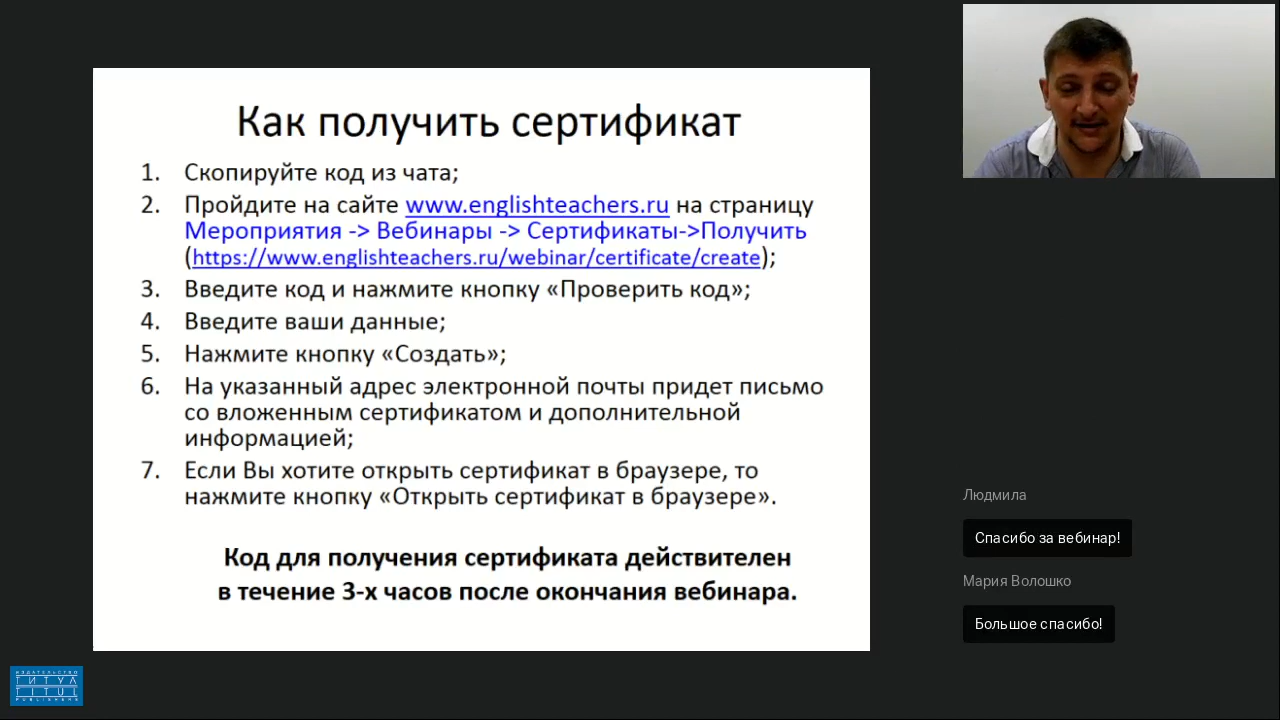 Как получить сертификат
1. Скопируйте код из чата;
2. Пройдите на сайте www.englishteachers.ru на страницу
Мероприятия -> Вебинары -> Сертификаты->Получить
(https://www.englishteachers.ru/webinar/certificate/create);
3. Введите код и нажмите кнопку «Проверить код»;
4. Введите ваши данные;
5. Нажмите кнопку «Создать»;
6. На указанный адрес электронной почты придет письмо
со вложенным сертификатом и дополнительной
информацией;
7. Если Вы хотите открыть сертификат в браузере, то
нажмите кнопку «Открыть сертификат в браузере».
Код для получения сертификата действителен
в течение 3-х часов после окончания вебинара.
Людмила
Спасибо за вебинар!
Мария Волошко
Большое спасибо!
ИЗДАТЕЛЬСТВО
ТИТУЛ
TITUL
PUBLISHERS